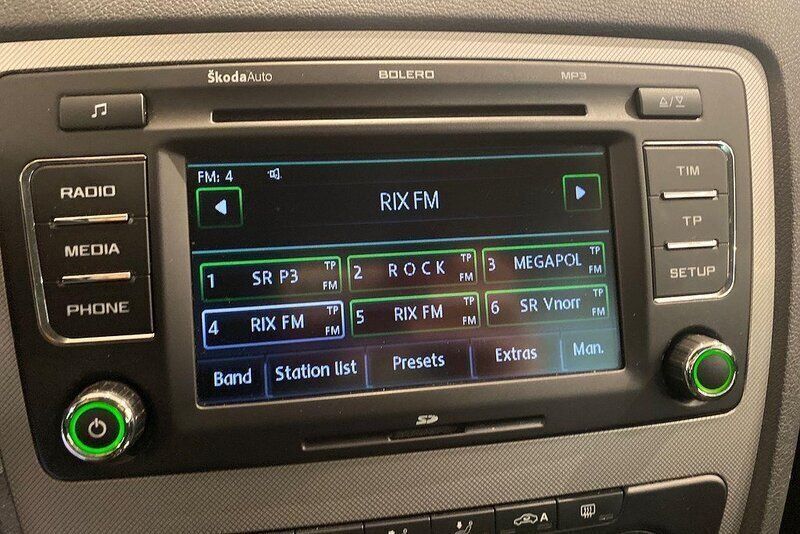 ŠkodaAuto BOLERO MP3
RADIO
MEDIA
PHONE
FM: 4
RIX FM
1 SR P3 TP FM
2 R O C K TP FM
3 MEGAPOL TP FM
4 RIX FM TP FM
5 RIX FM TP FM
6 SR Vnorr TP FM
Band Station list Presets Extras Man.
TIM
TP
SETUP
SD
A